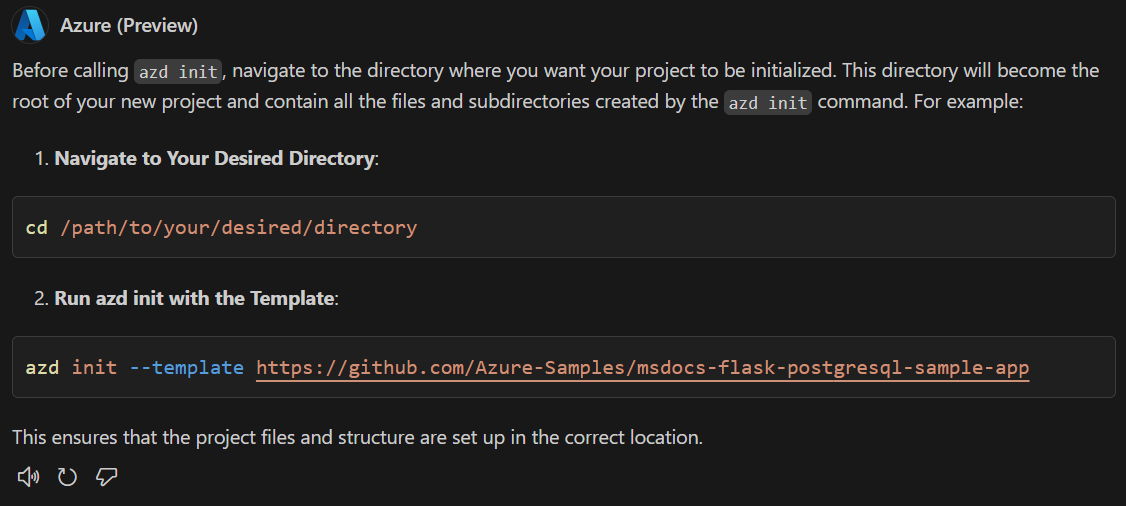 Azure (Preview)
Before calling azd init, navigate to the directory where you want your project to be initialized. This directory will become the
root of your new project and contain all the files and subdirectories created by the azd init command. For example:
1. Navigate to Your Desired Directory:
cd /path/to/your/desired/directory
2. Run azd init with the Template:
azd init --template https://github.com/Azure-Samples/msdocs-flask-postgresql-sample-app
This ensures that the project files and structure are set up in the correct location.